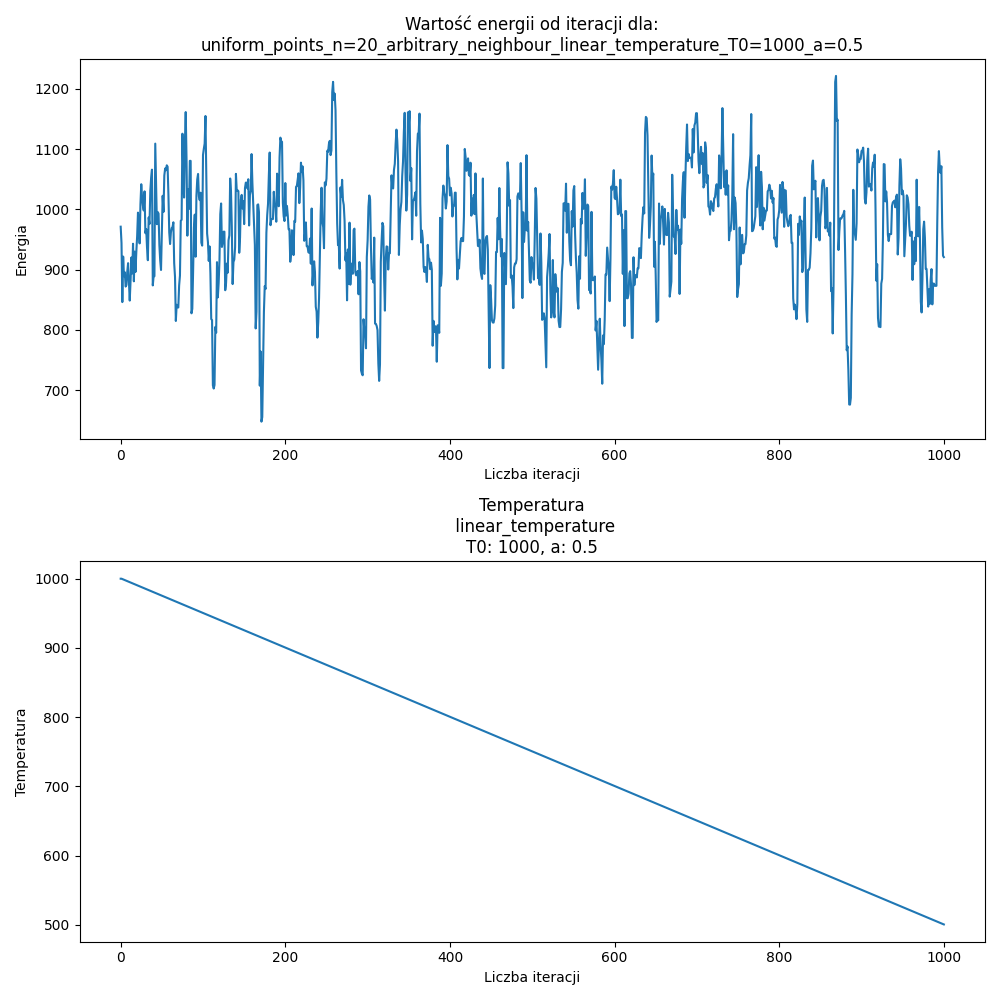 Wartość energii od iteracji dla:
uniform_points_n=20_arbitrary_neighbour_linear_temperature_T0=1000_a=0.5
1200
1100
1000
900
800
700
Energia
0 200 400 600 800 1000
Liczba iteracji
Temperatura
linear_temperature
T0: 1000, a: 0.5
1000
900
800
700
600
500
Temperatura
0 200 400 600 800 1000
Liczba iteracji